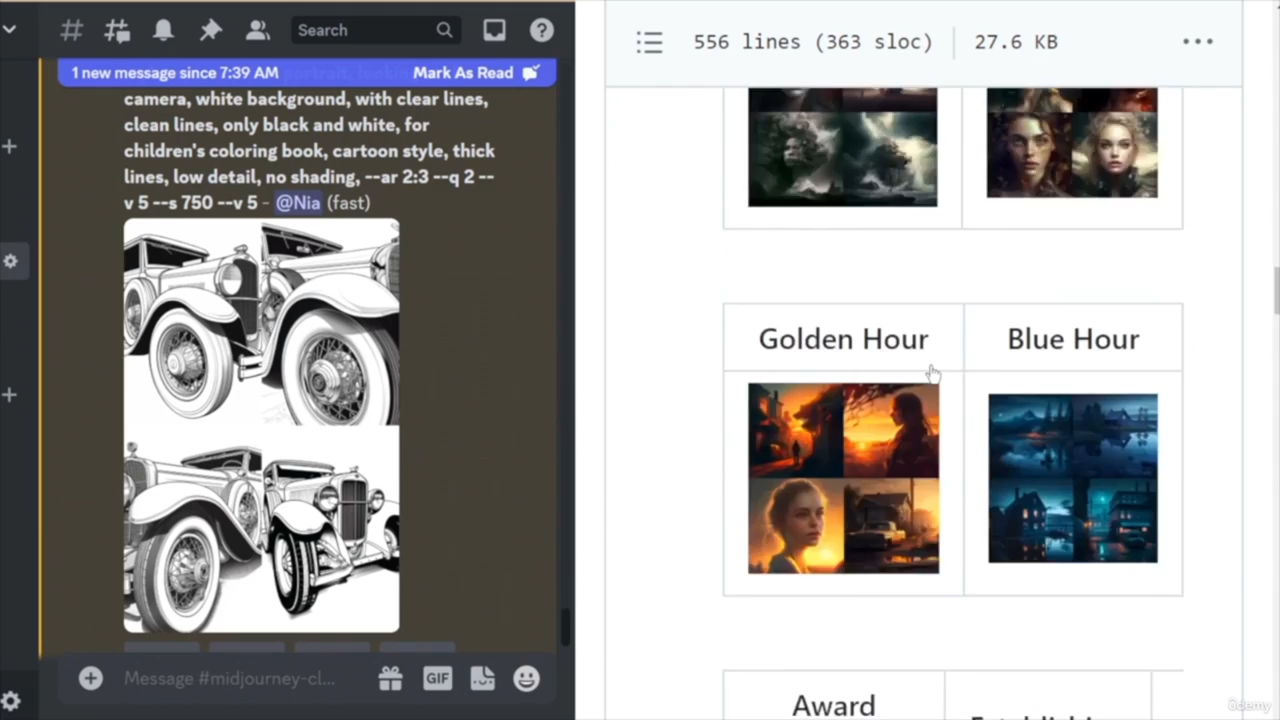 Search
1 new message since 7:39 AM
Mark As Read
camera, white background, with clear lines,
clean lines, only black and white, for
children's coloring book, cartoon style, thick
lines, low detail, no shading, --ar 2:3 --q 2 --
v 5 --s 750 --v 5 - @Nia (fast)
Message #midjourney-cl...
GIF
556 lines (363 sloc)
27.6 KB
Golden Hour
Blue Hour
Award
ûdemy